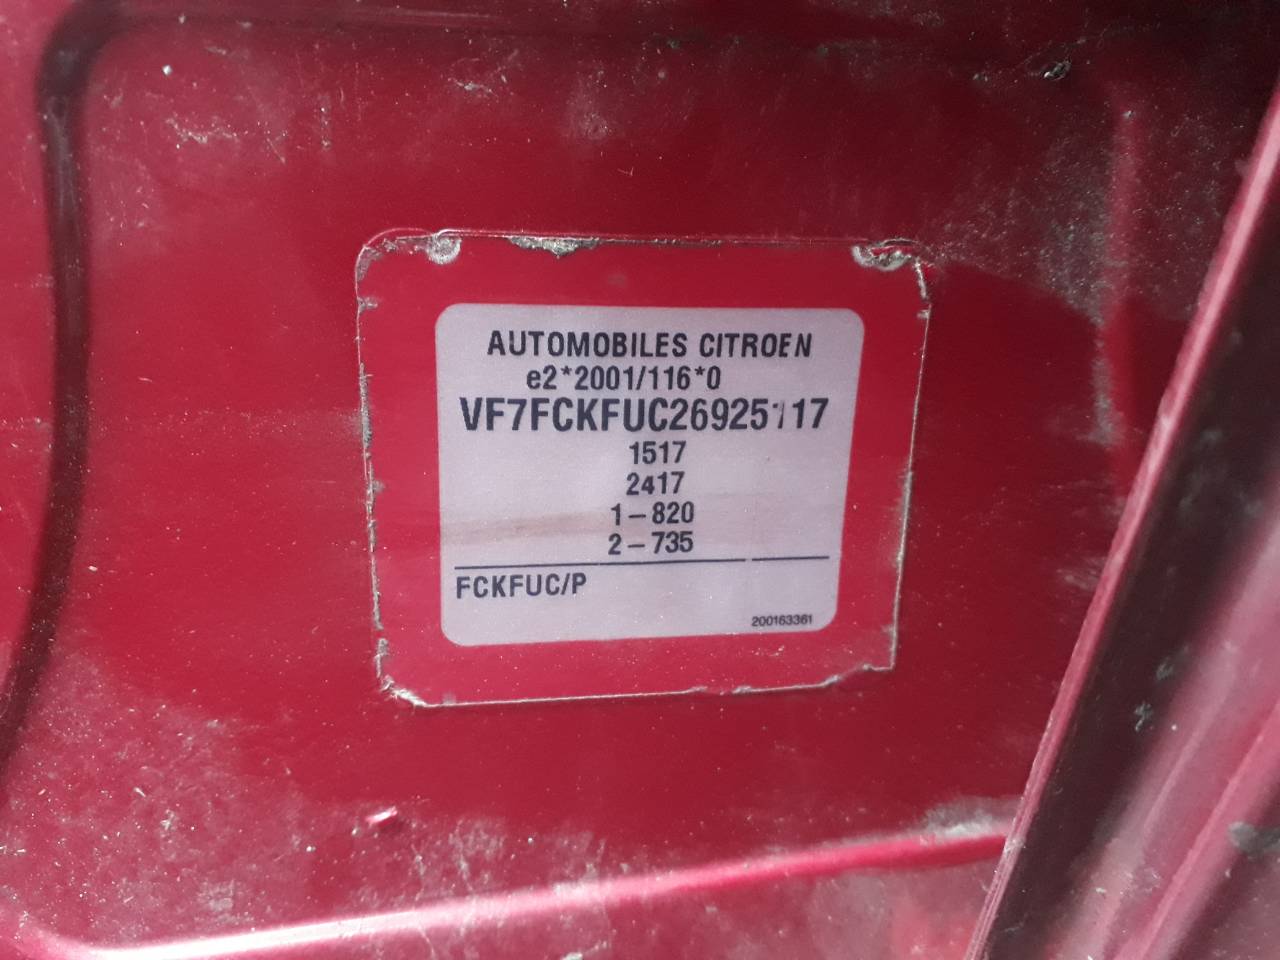 AUTOMOBILES CITROEN
e2*2001/116*0
VF7FCKFUC26925117
1517
2417
1-820
2-735
FCKFUC/P
200163361